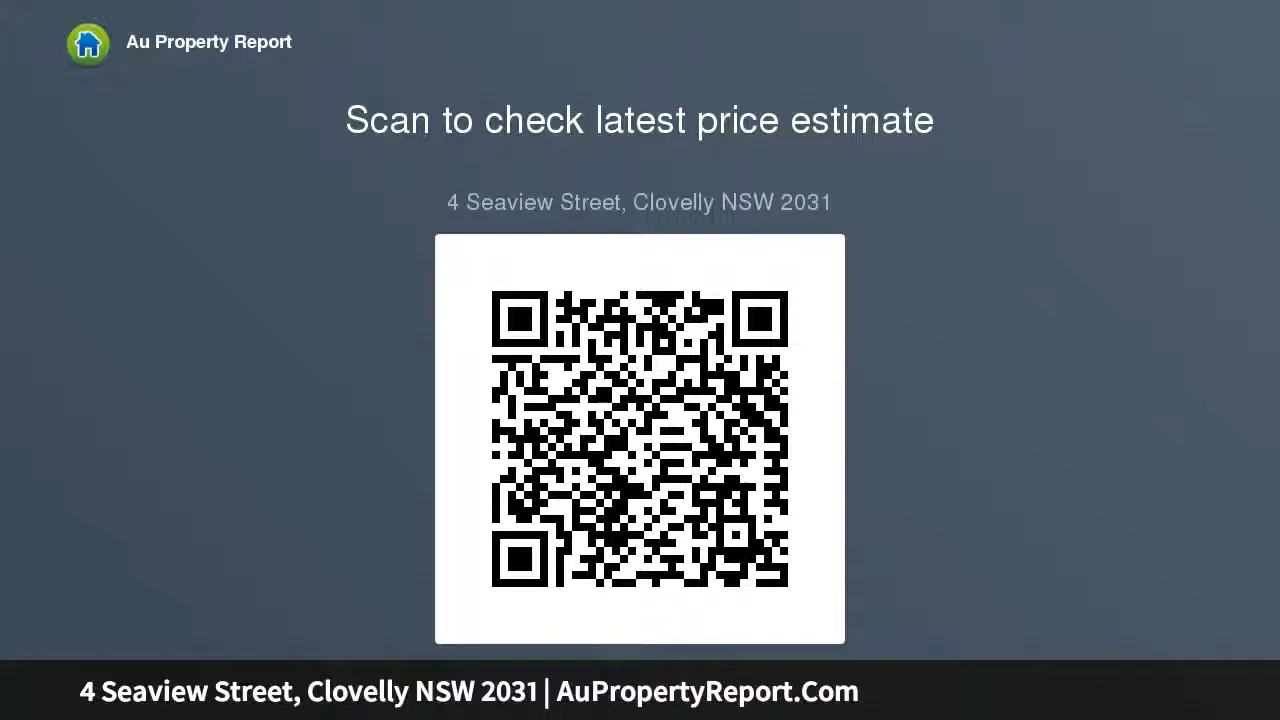 Au Property Report
Scan to check latest price estimate
4 Seaview Street, Clovelly NSW 2031
4 Seaview Street, Clovelly NSW 2031 | AuPropertyReport.Com